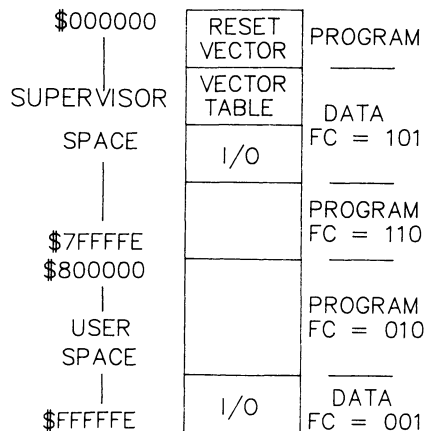 $000000
SUPERVISOR
SPACE
$7FFFFE
$800000
USER
SPACE
$FFFFFE
RESET
VECTOR
VECTOR
TABLE
I/O
I/O
PROGRAM
DATA
FC = 101
PROGRAM
FC = 110
PROGRAM
FC = 010
DATA
FC = 001